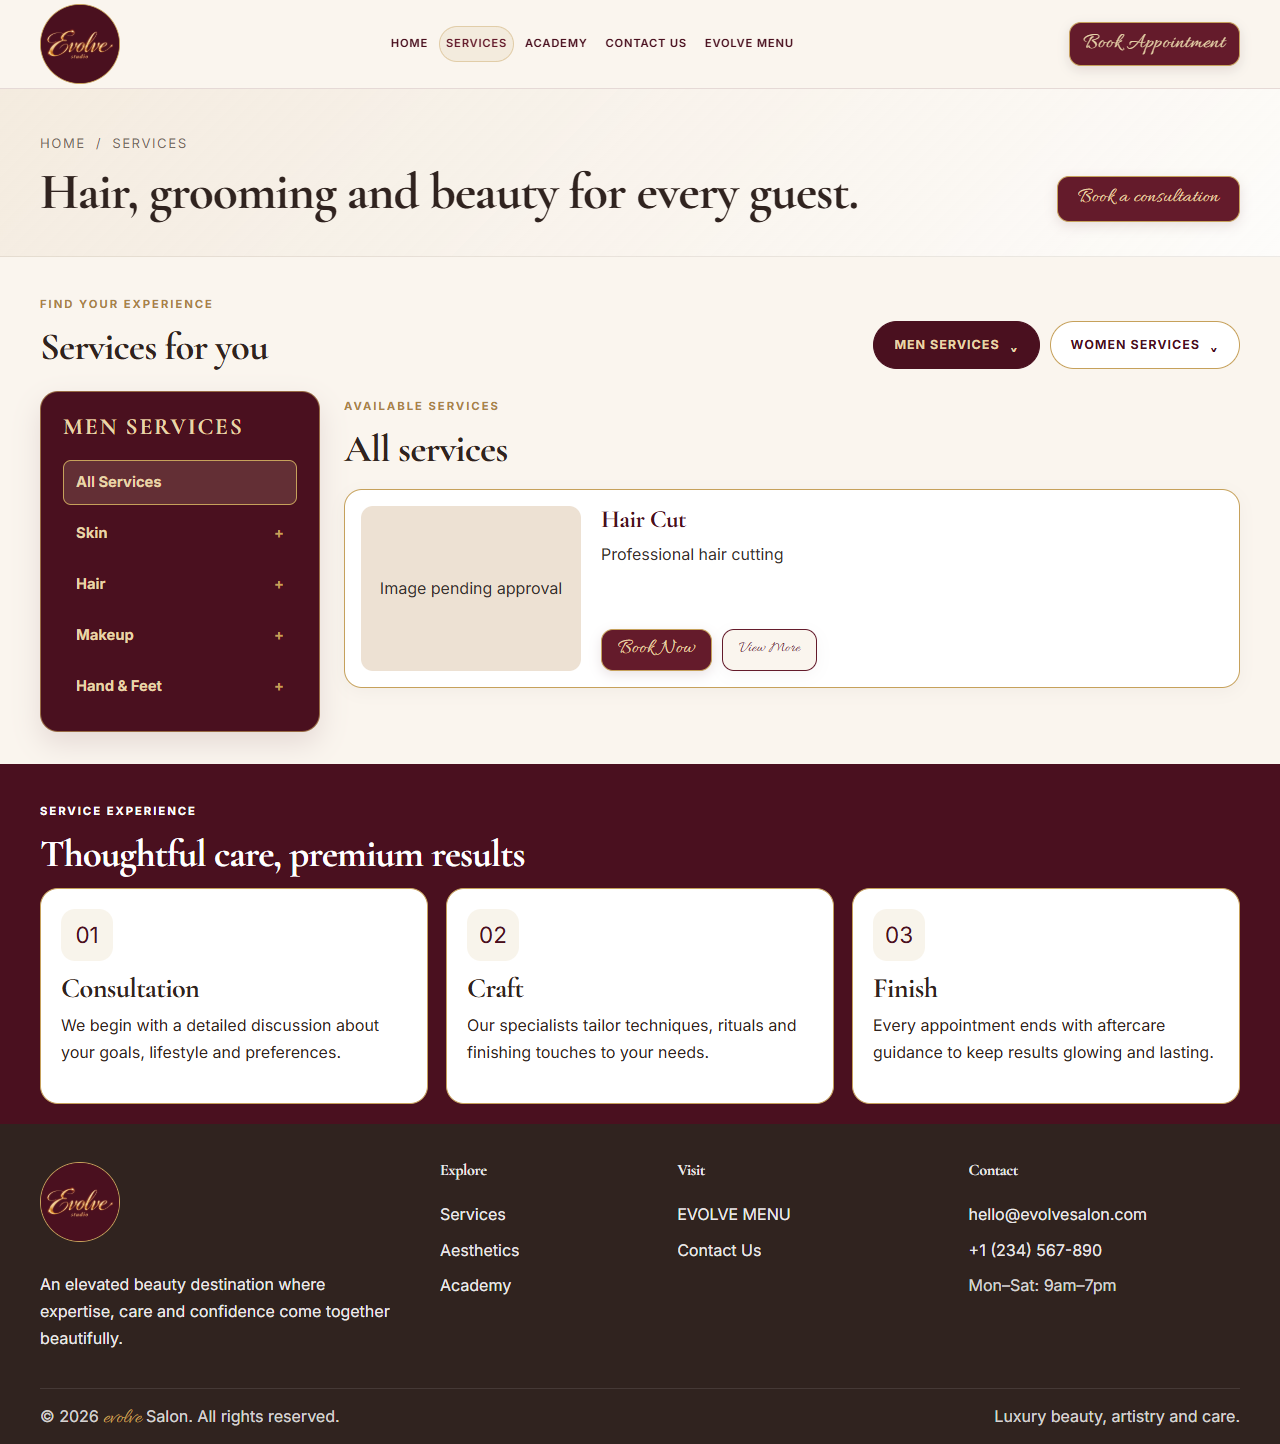 Evolve
studio
HOME
SERVICES
ACADEMY
CONTACT US
EVOLVE MENU
Book Appointment
HOME / SERVICES
Hair, grooming and beauty for every guest.
Book a consultation
FIND YOUR EXPERIENCE
Services for you
MEN SERVICES
WOMEN SERVICES
MEN SERVICES
All Services
Skin +
Hair +
Makeup +
Hand & Feet +
AVAILABLE SERVICES
All services
Image pending approval
Hair Cut
Professional hair cutting
Book Now
View More
SERVICE EXPERIENCE
Thoughtful care, premium results
01
Consultation
We begin with a detailed discussion about
your goals, lifestyle and preferences.
02
Craft
Our specialists tailor techniques, rituals and
finishing touches to your needs.
03
Finish
Every appointment ends with aftercare
guidance to keep results glowing and lasting.
Evolve
studio
An elevated beauty destination where
expertise, care and confidence come together
beautifully.
Explore
Services
Aesthetics
Academy
Visit
EVOLVE MENU
Contact Us
Contact
hello@evolvesalon.com
+1 (234) 567-890
Mon–Sat: 9am–7pm
© 2026 evolve Salon. All rights reserved.
Luxury beauty, artistry and care.